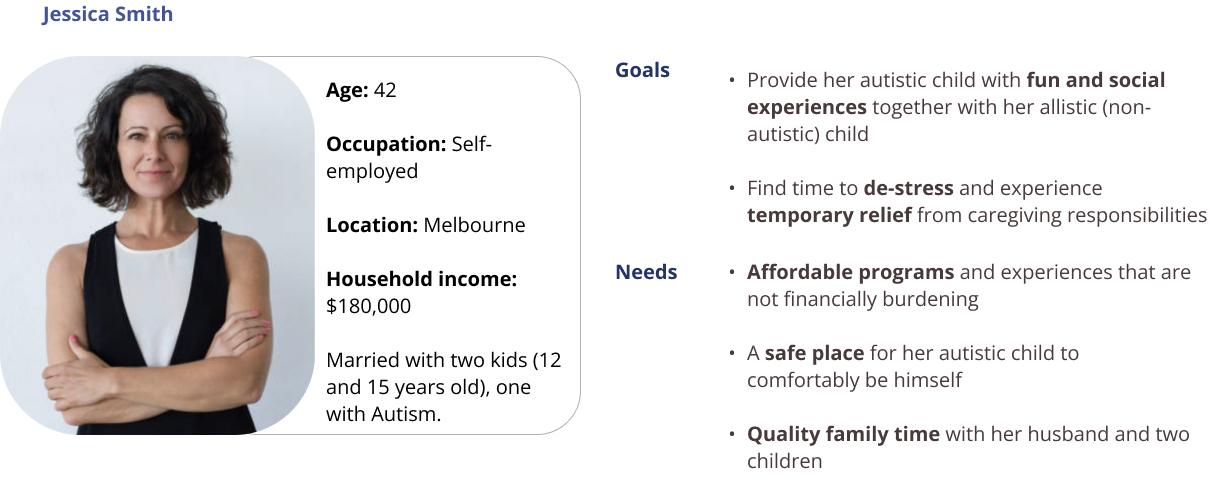 Jessica Smith
Age: 42
Occupation: Self-
employed
Location: Melbourne
Household income:
$180,000
Married with two kids (12
and 15 years old), one
with Autism.
Goals
• Provide her autistic child with fun and social
experiences together with her allistic (non-
autistic) child
• Find time to de-stress and experience
temporary relief from caregiving responsibilities
Needs
• Affordable programs and experiences that are
not financially burdening
• A safe place for her autistic child to
comfortably be himself
• Quality family time with her husband and two
children